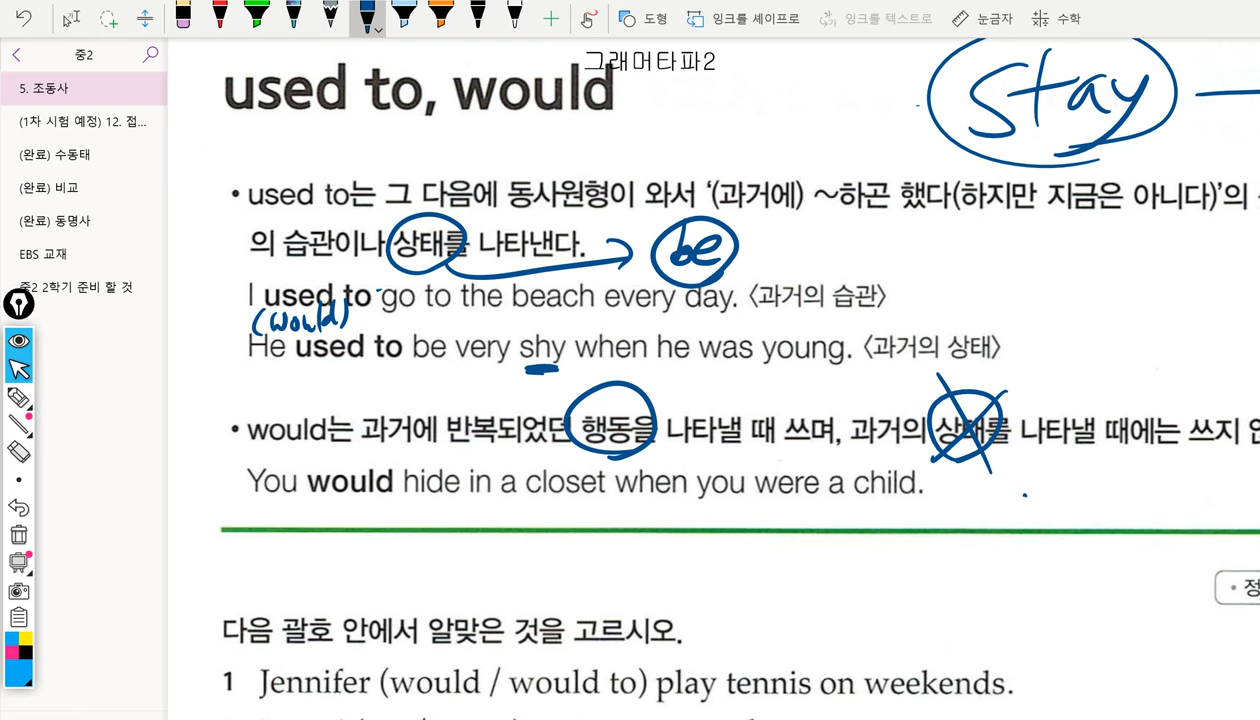 도형
잉크를 셰이프로
잉크를 텍스트로
눈금자
수학
중2
5. 조동사
(1차 시험 예정) 12. 접...
(완료) 수동태
(완료) 비교
(완료) 동명사
EBS 교재
중2 2학기 준비 할 것
그래머타파2
used to, would
stay
• used to는 그 다음에 동사원형이 와서 ‘(과거에) ～하곤 했다(하지만 지금은 아니다)’의
의 습관이나 상태를 나타낸다.
be
I used to go to the beach every day. 〈과거의 습관〉
(would)
He used to be very shy when he was young. 〈과거의 상태〉
• would는 과거에 반복되었던 행동을 나타낼 때 쓰며, 과거의 상태를 나타낼 때에는 쓰지
You would hide in a closet when you were a child.
• 정
다음 괄호 안에서 알맞은 것을 고르시오.
1 Jennifer (would / would to) play tennis on weekends.